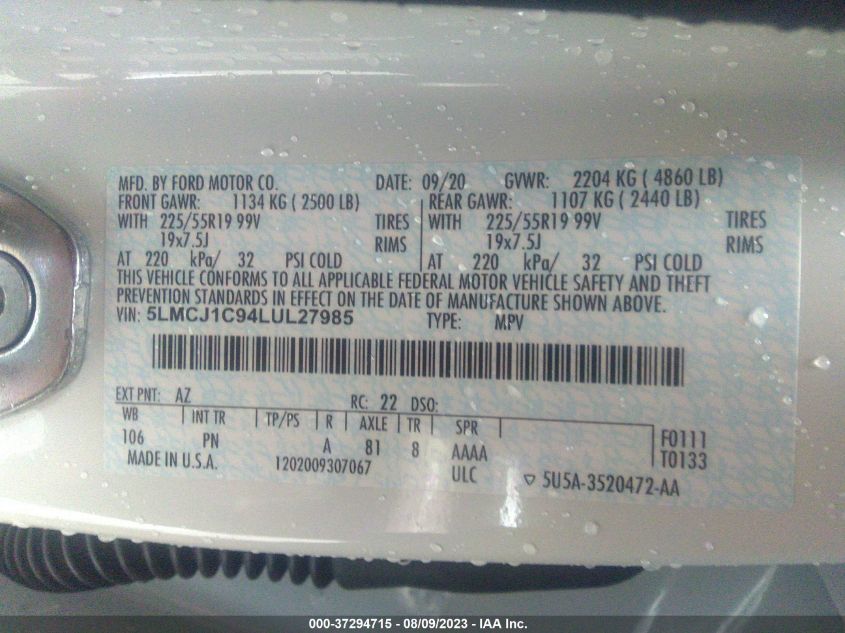 MFD. BY FORD MOTOR CO. DATE: 09/20 GVWR: 2204 KG ( 4860 LB)
FRONT GAWR: 1134 KG ( 2500 LB) REAR GAWR: 1107 KG ( 2440 LB)
WITH 225/55R19 99V TIRES WITH 225/55R19 99V TIRES
19x7.5J RIMS 19x7.5J RIMS
AT 220 kPa/ 32 PSI COLD AT 220 kPa/ 32 PSI COLD
THIS VEHICLE CONFORMS TO ALL APPLICABLE FEDERAL MOTOR VEHICLE SAFETY AND THEFT
PREVENTION STANDARDS IN EFFECT ON THE DATE OF MANUFACTURE SHOWN ABOVE.
VIN: 5LMCJ1C94LUL27985 TYPE: MPV
EXT PNT: AZ RC: 22 DSO:
WB INT TR TP/PS R AXLE TR SPR
106 PN A 81 8 AAAA F0111
MADE IN U.S.A. 1202009307067 ULC T0133
5U5A-3520472-AA
000-37294715 - 08/09/2023 - IAA Inc.